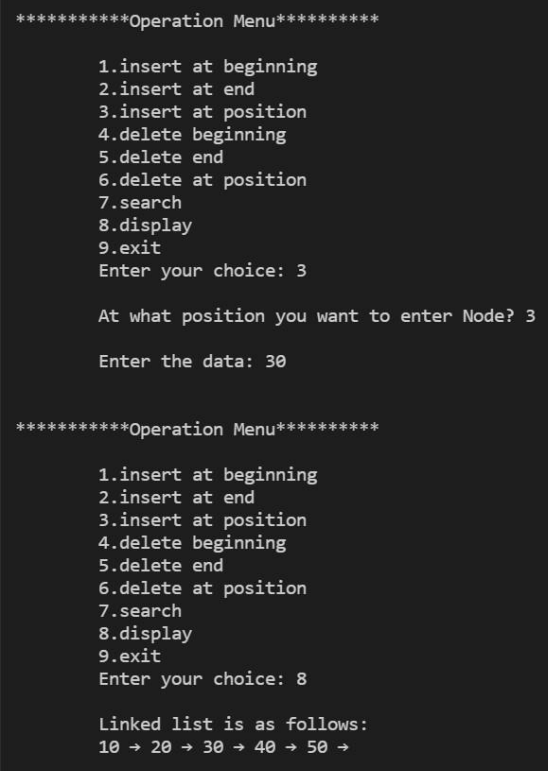 ***********Operation Menu**********
1.insert at beginning
2.insert at end
3.insert at position
4.delete beginning
5.delete end
6.delete at position
7.search
8.display
9.exit
Enter your choice: 3
At what position you want to enter Node? 3
Enter the data: 30
***********Operation Menu**********
1.insert at beginning
2.insert at end
3.insert at position
4.delete beginning
5.delete end
6.delete at position
7.search
8.display
9.exit
Enter your choice: 8
Linked list is as follows:
10 → 20 → 30 → 40 → 50 →